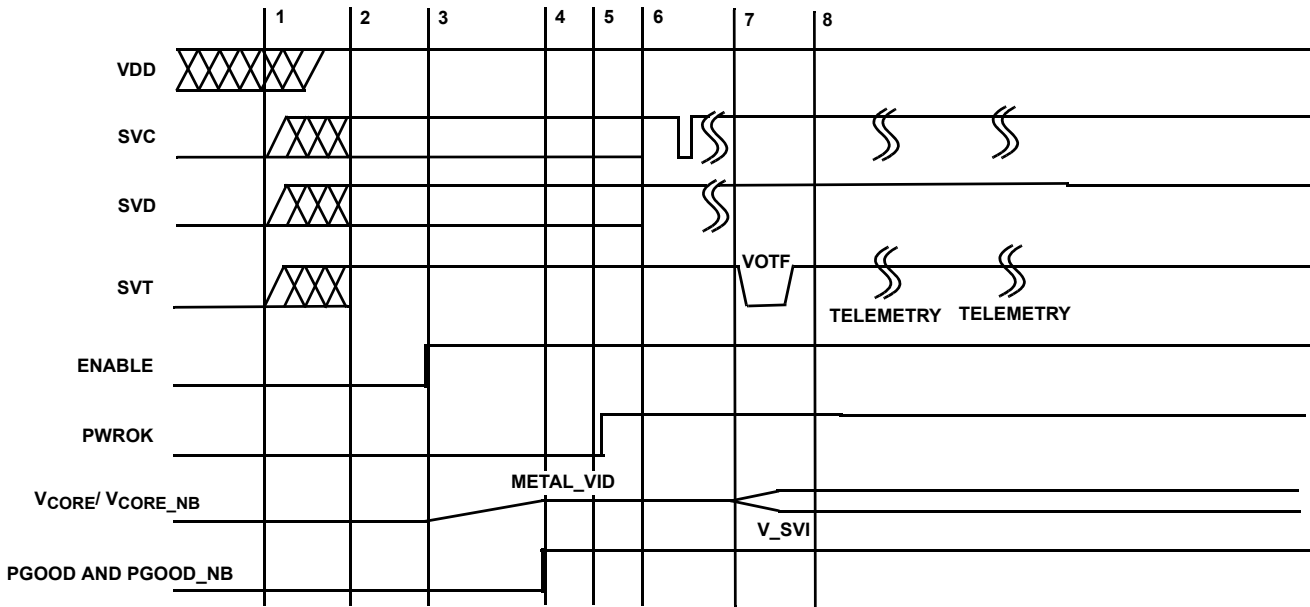 1 2 3 4 5 6 7 8
VDD
SVC
SVD
SVT
VOTF
TELEMETRY TELEMETRY
ENABLE
PWROK
METAL_VID
VCORE/ VCORE_NB
V_SVI
PGOOD AND PGOOD_NB